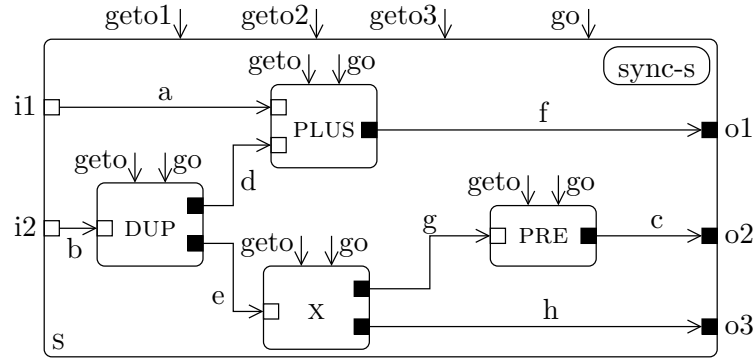 geto1 geto2 geto3 go
geto go sync-s
i1 a PLUS f o1
geto go d
i2 b DUP geto go g geto go PRE c o2
e X h o3
s